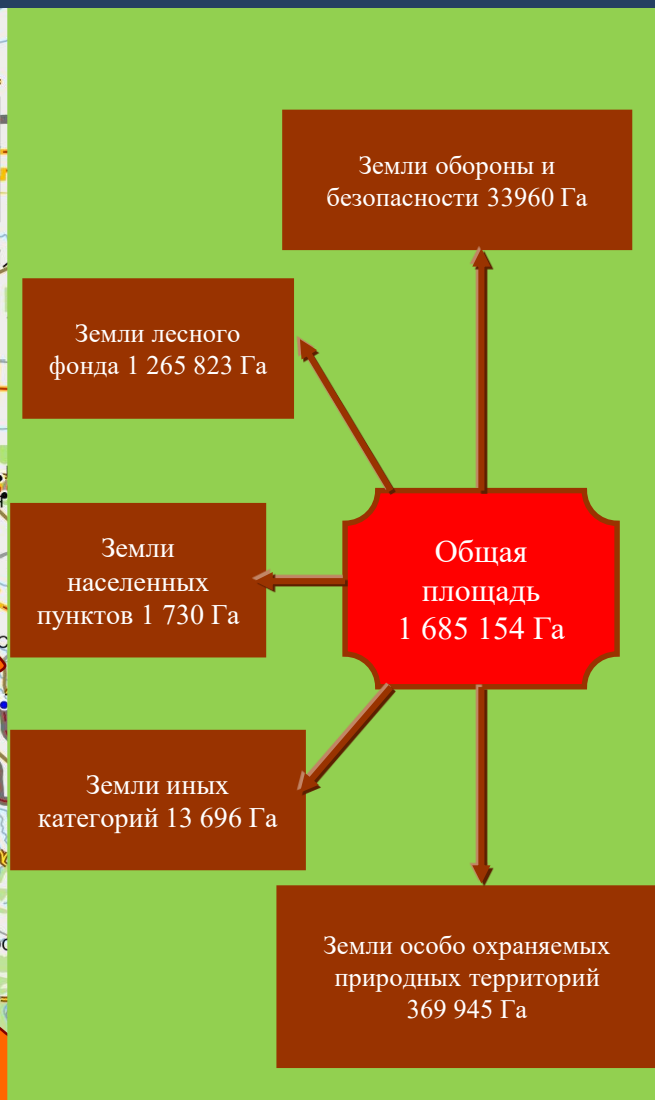 Земли обороны и
безопасности 33960 Га
Земли лесного
фонда 1 265 823 Га
Земли
населенных
пунктов 1 730 Га
Общая
площадь
1 685 154 Га
Земли иных
категорий 13 696 Га
Земли особо охраняемых
природных территорий
369 945 Га